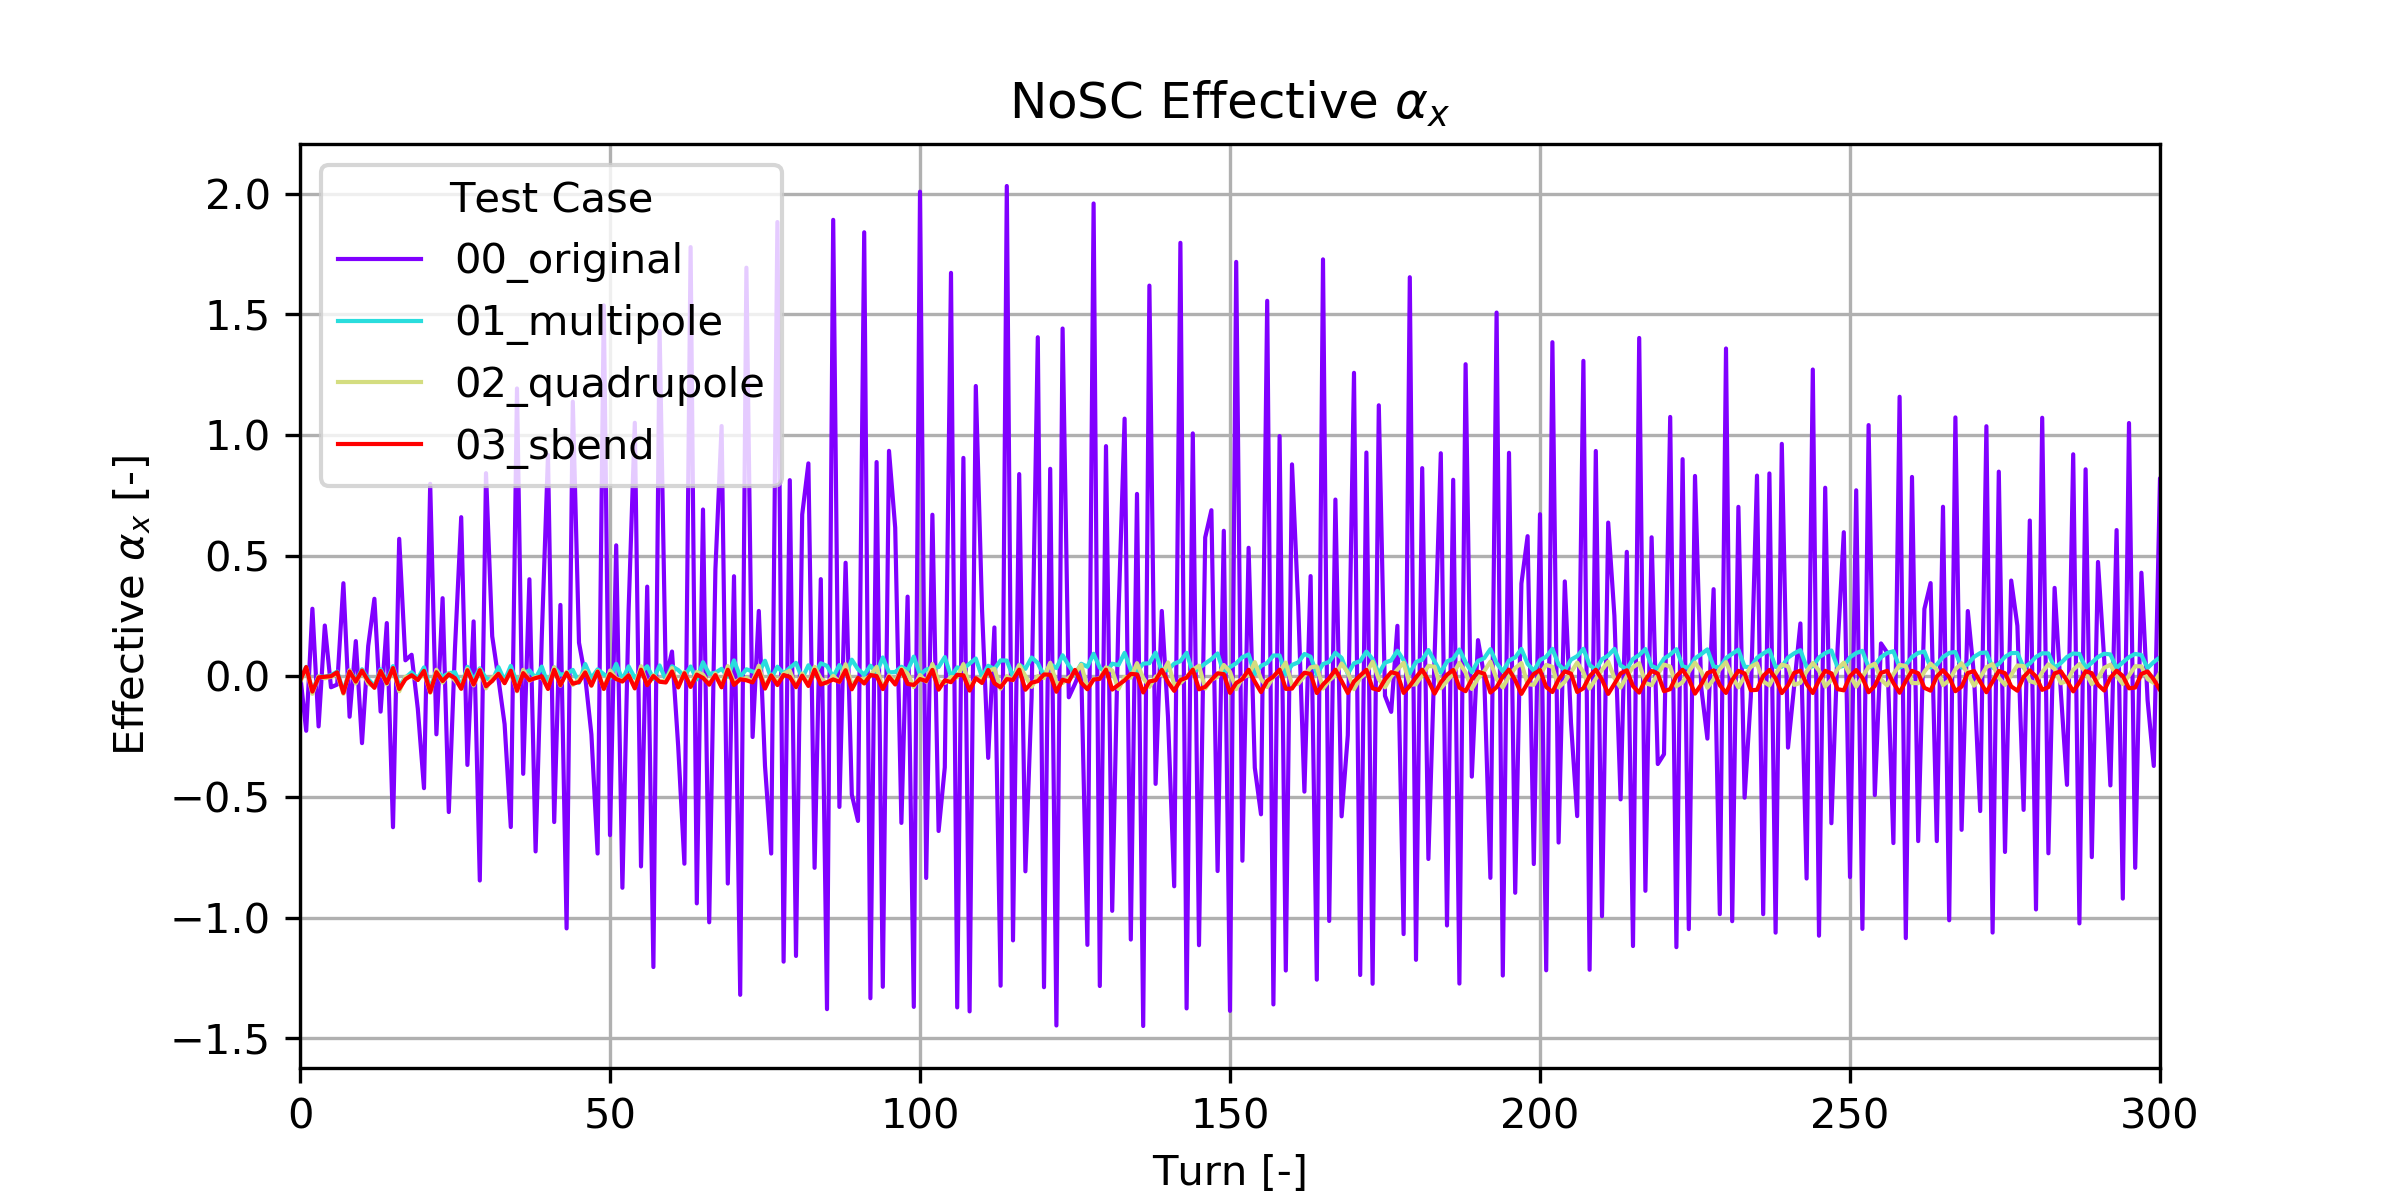 NoSC Effective αx
Test Case
00_original
01_multipole
02_quadrupole
03_sbend
Effective αx [-]
2.0
1.5
1.0
0.5
0.0
−0.5
−1.0
−1.5
0 50 100 150 200 250 300
Turn [-]